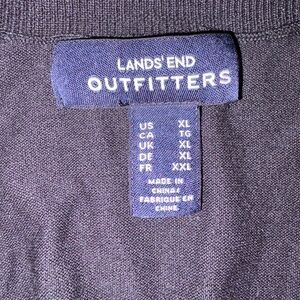 LANDS' END
OUTFITTERS
US XL
CA TG
UK XL
DE XL
FR XXL
MADE IN
CHINA/
FABRIQUÉ EN
CHINE